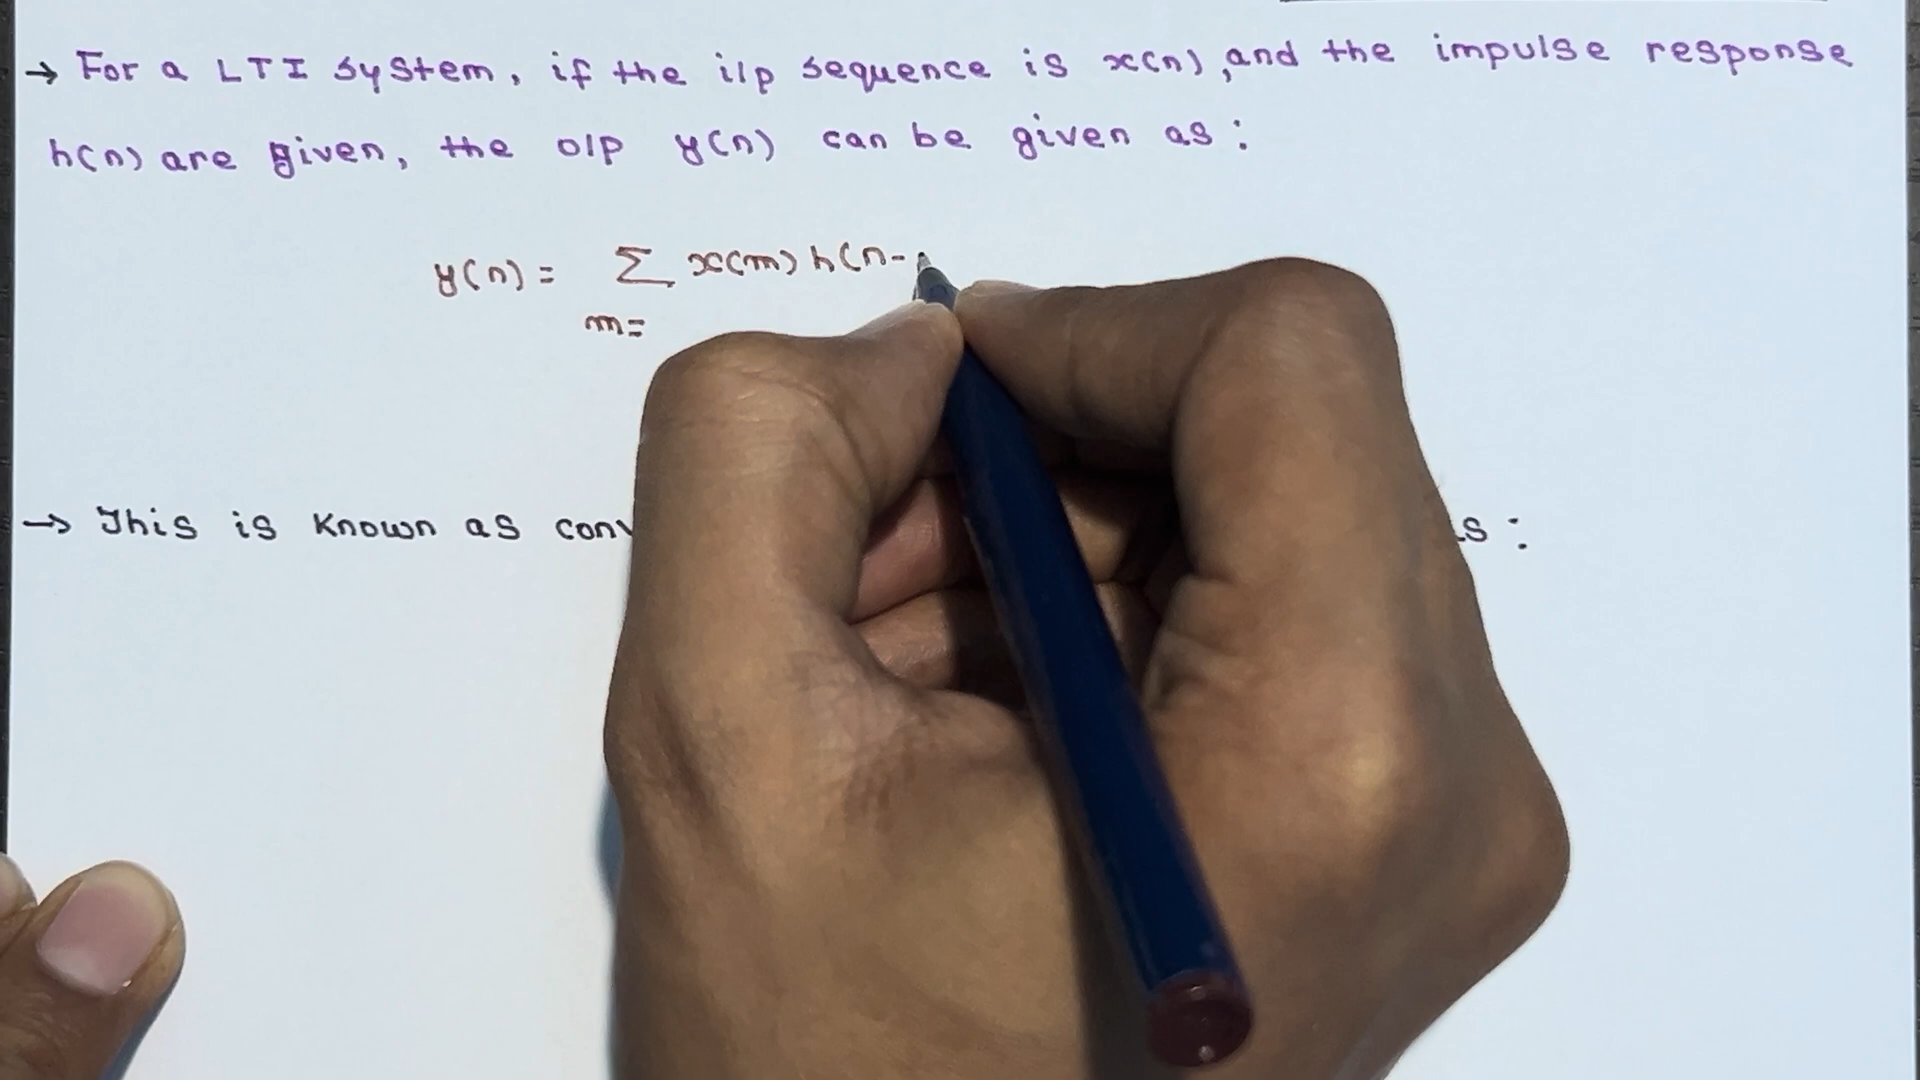 → For a LTI system, if the i/p sequence is x(n), and the impulse response
h(n) are given, the o/p y(n) can be given as :
y(n) = Σ x(m) h(n-
m=
→ This is known as
: